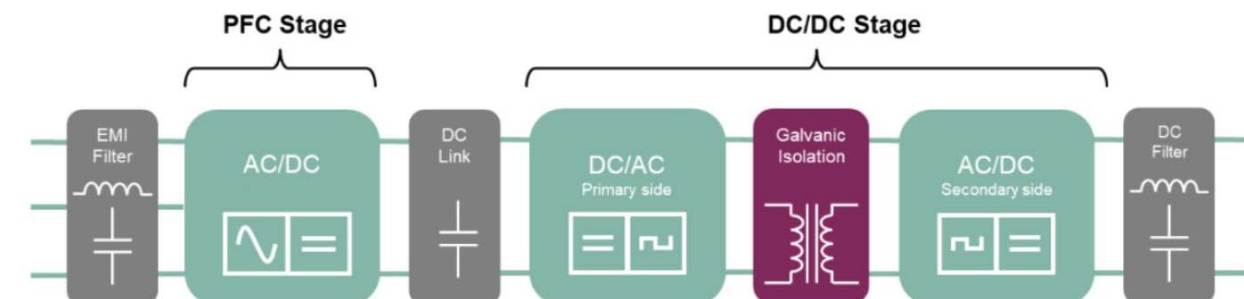 PFC Stage
DC/DC Stage
EMI
Filter
AC/DC
DC
Link
DC/AC
Primary side
Galvanic
Isolation
AC/DC
Secondary side
DC
Filter